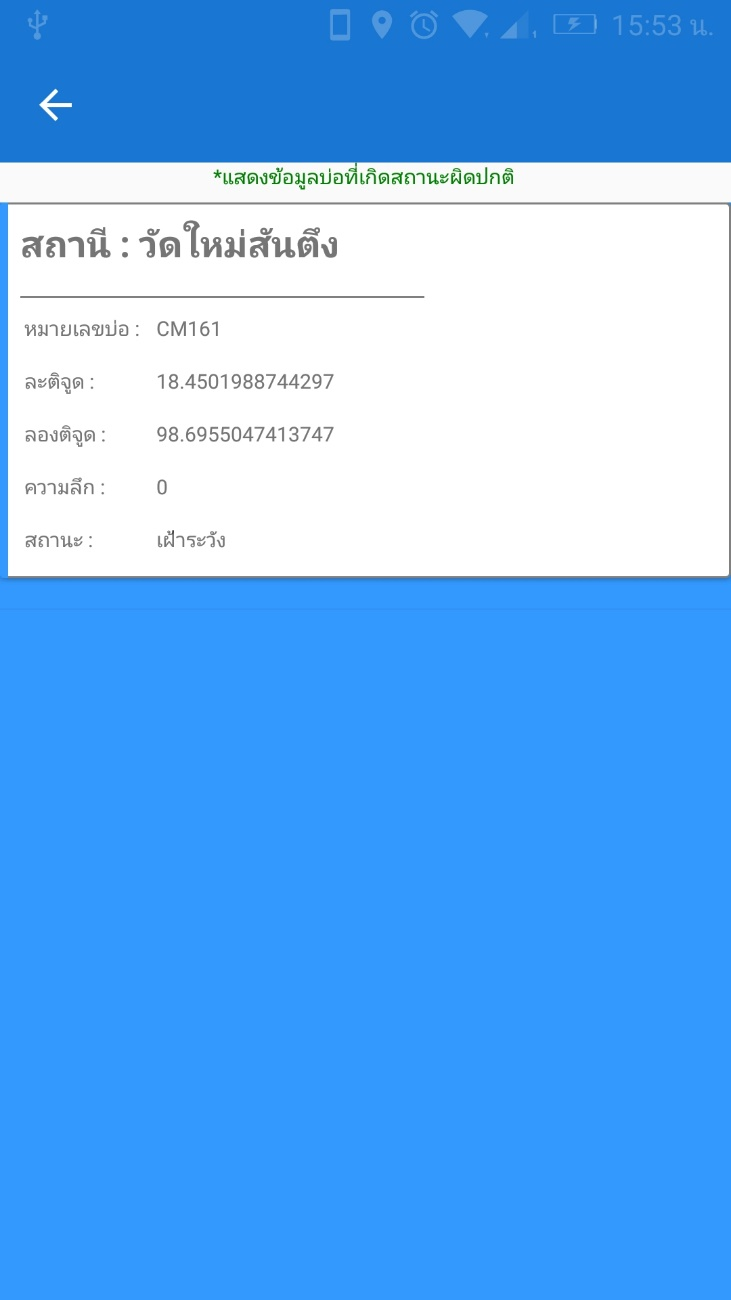 15:53 น.
*แสดงข้อมูลบ่อที่เกิดสถานะผิดปกติ
สถานี : วัดใหม่สันตึง
หมายเลขบ่อ : CM161
ละติจูด : 18.4501988744297
ลองติจูด : 98.6955047413747
ความลึก : 0
สถานะ : เฝ้าระวัง